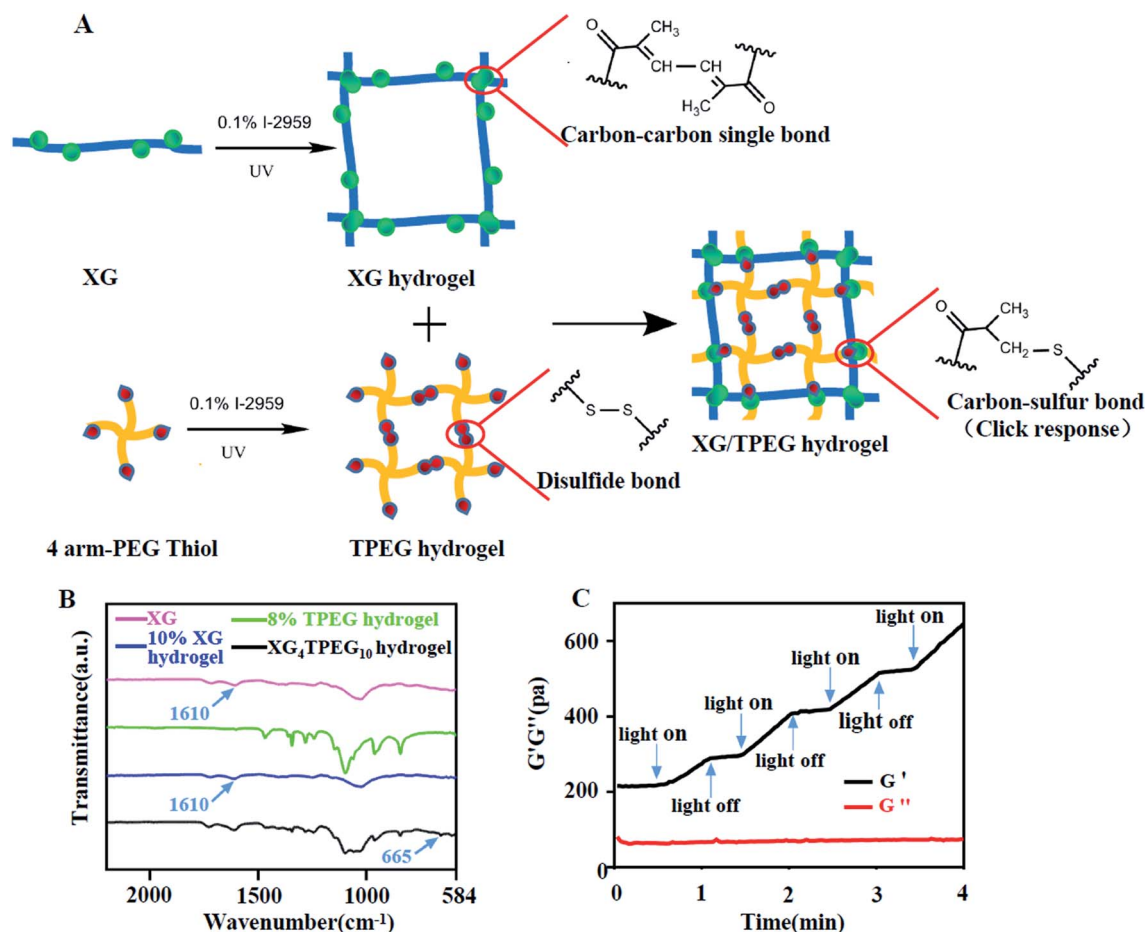 A
O
CH₃
CH
CH
H₃C
O
Carbon-carbon single bond
0.1% I-2959
UV
XG
XG hydrogel
+
O
CH₃
CH₂
S
Carbon-sulfur bond
(Click response)
XG/TPEG hydrogel
0.1% I-2959
UV
S
S
Disulfide bond
4 arm-PEG Thiol
TPEG hydrogel
B
XG
8% TPEG hydrogel
10% XG
hydrogel
XG₄TPEG₁₀ hydrogel
Transmittance(a.u.)
1610
1610
665
2000
1500
1000
584
Wavenumber(cm⁻¹)
C
G'G''(pa)
600
400
200
0
light on
light on
light on
light on
light off
light off
light off
G '
G ''
0
1
2
3
4
Time(min)